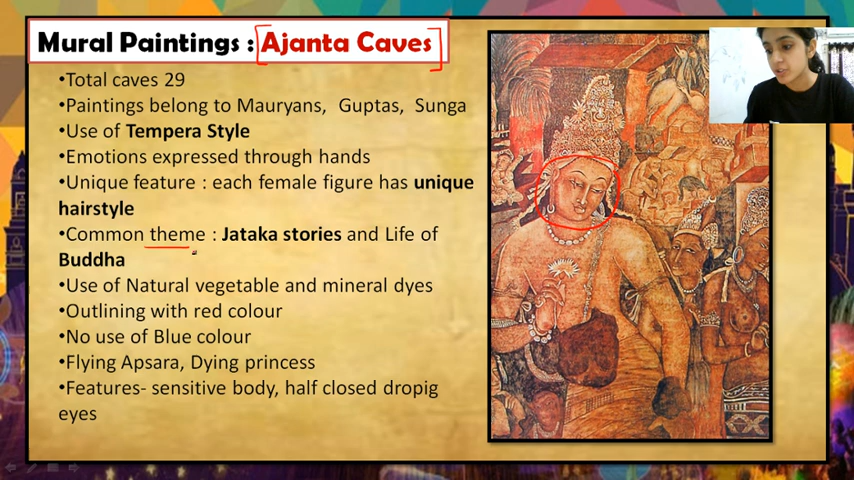 Mural Paintings : Ajanta Caves
•Total caves 29
•Paintings belong to Mauryans, Guptas, Sunga
•Use of Tempera Style
•Emotions expressed through hands
•Unique feature : each female figure has unique
hairstyle
•Common theme : Jataka stories and Life of
Buddha
•Use of Natural vegetable and mineral dyes
•Outlining with red colour
•No use of Blue colour
•Flying Apsara, Dying princess
•Features- sensitive body, half closed dropig
eyes